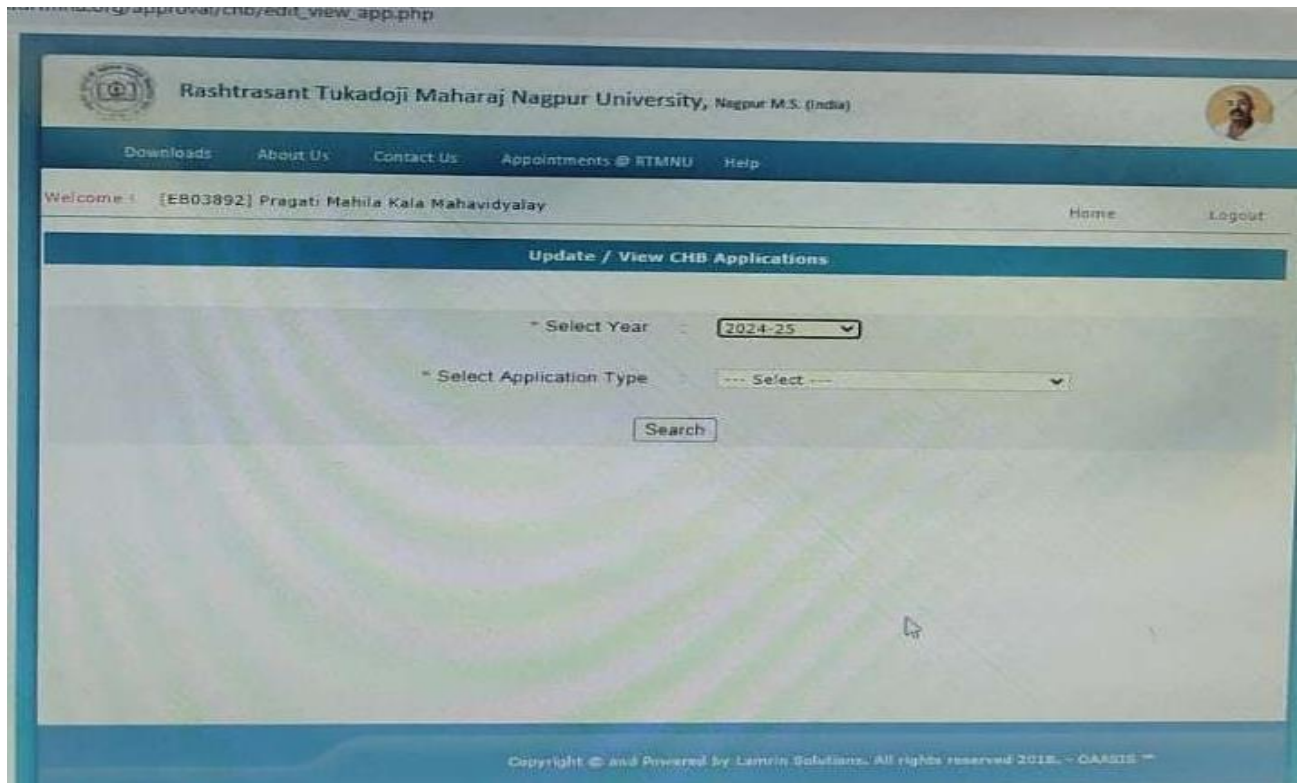 approval/chb/edit_view_app.php
Rashtrasant Tukadoji Maharaj Nagpur University, Nagpur M.S. (India)
Downloads About Us Contact Us Appointments @ RTMNU Help
Welcome : [EB03892] Pragati Mahila Kala Mahavidyalay
Home Logout
Update / View CHB Applications
* Select Year : 2024-25
* Select Application Type : --- Select ---
Search
Copyright © and Powered by Lamrin Solutions. All rights reserved 2018. - OAASIS ™